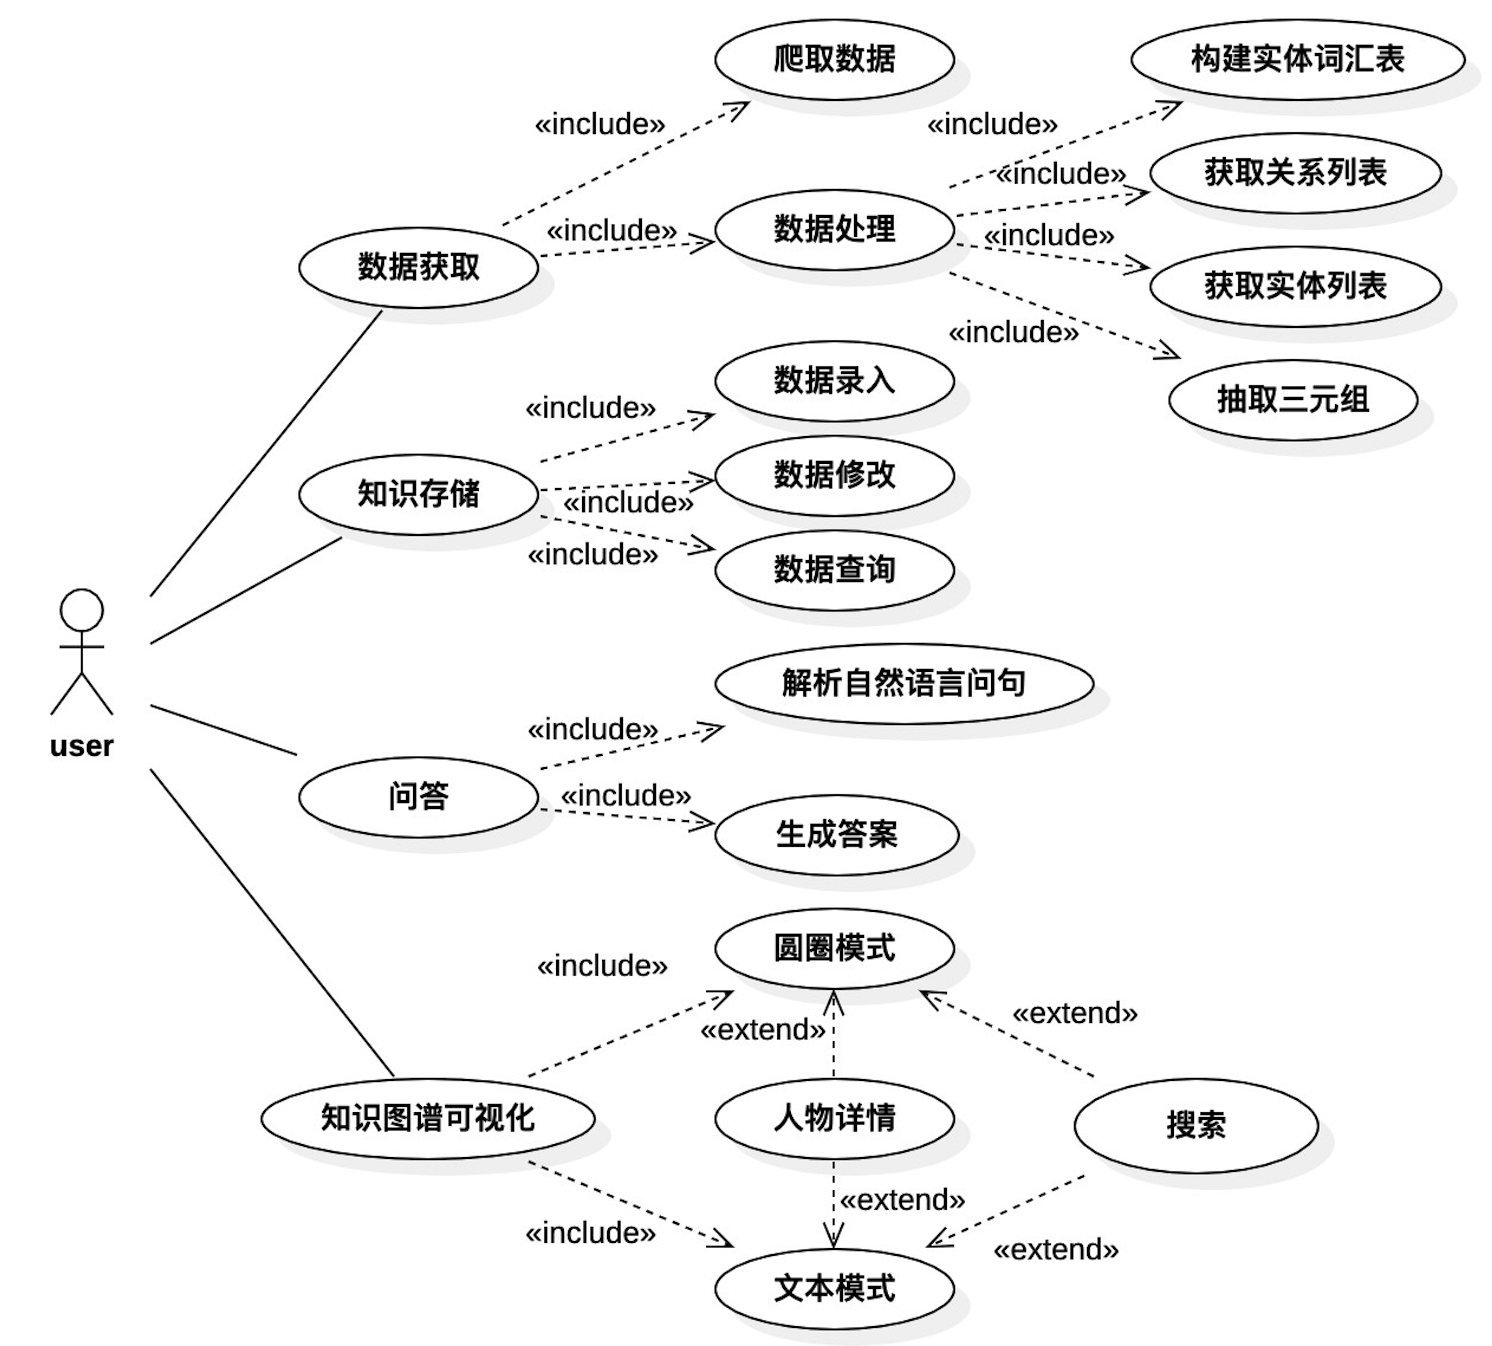 爬取数据
构建实体词汇表
«include»
«include»
«include»
获取关系列表
«include»
数据处理
«include»
数据获取
获取实体列表
«include»
数据录入
抽取三元组
«include»
数据修改
知识存储
«include»
«include»
数据查询
解析自然语言问句
«include»
user
问答
«include»
生成答案
圆圈模式
«include»
«extend»
«extend»
知识图谱可视化
人物详情
搜索
«extend»
«include»
«extend»
文本模式